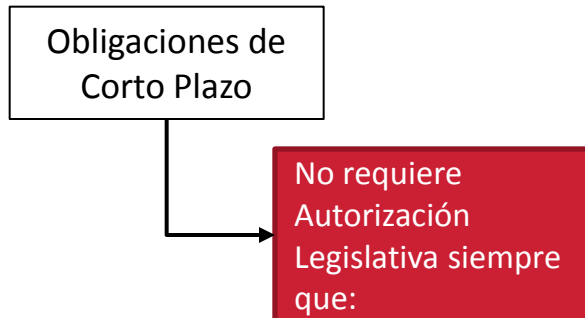 Obligaciones de
Corto Plazo
No requiere
Autorización
Legislativa siempre
que: